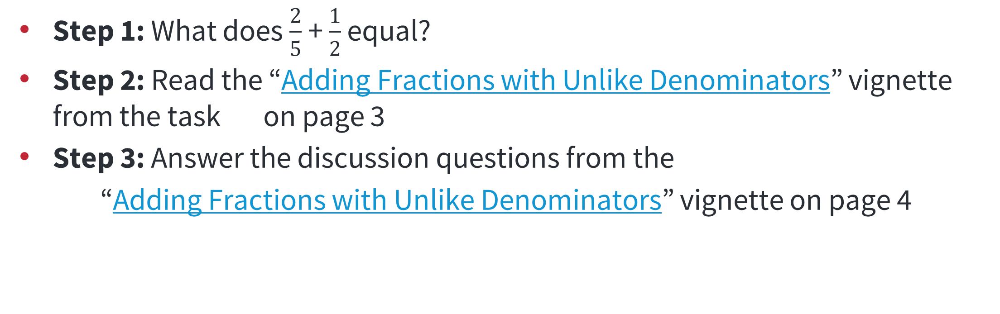 • Step 1: What does 2/5 + 1/2 equal?
• Step 2: Read the “Adding Fractions with Unlike Denominators” vignette
from the task on page 3
• Step 3: Answer the discussion questions from the
“Adding Fractions with Unlike Denominators” vignette on page 4